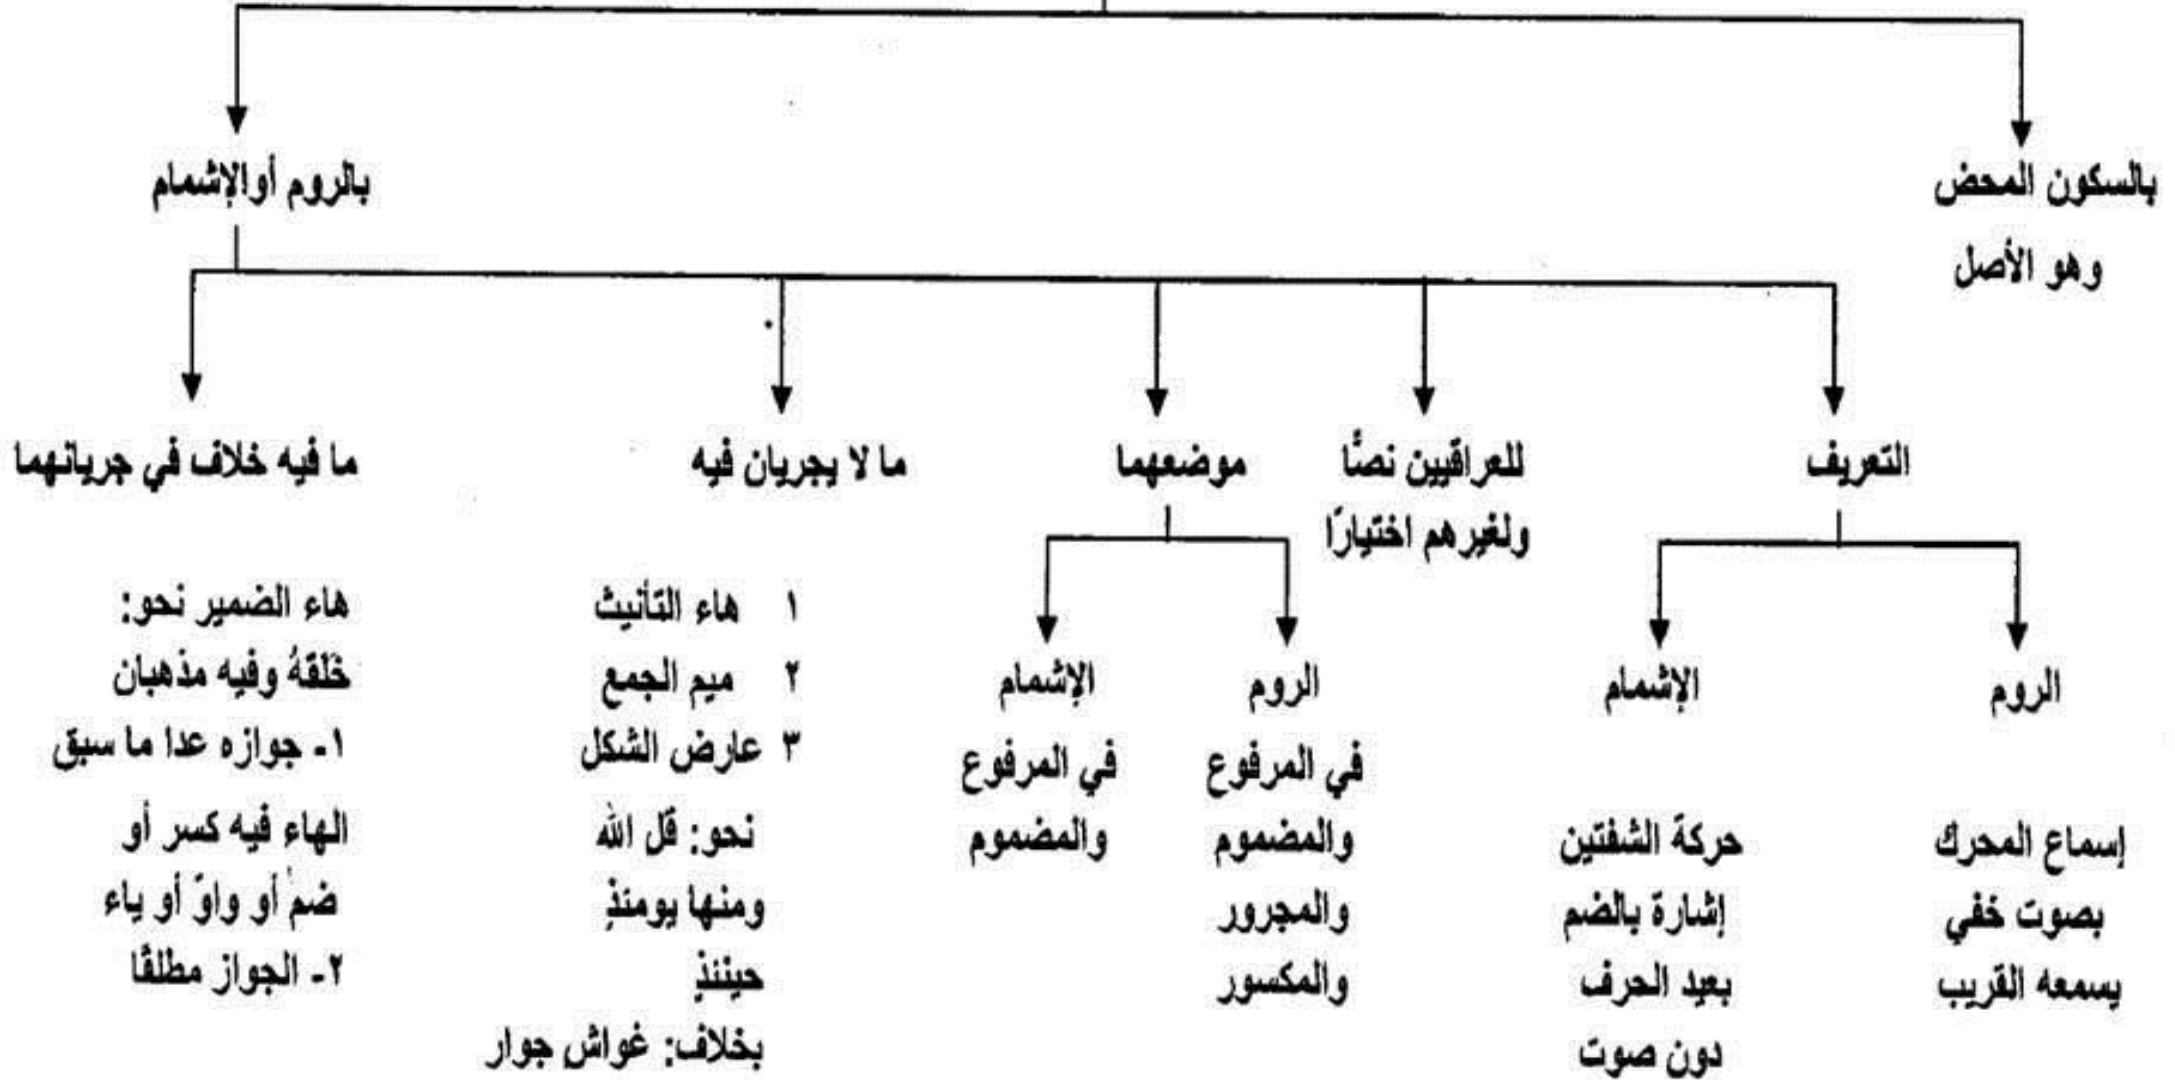 بالسكون المحض
وهو الأصل
بالروم أوالإشمام
التعريف
الروم
إسماع المحرك
بصوت خفي
يسمعه القريب
الإشمام
حركة الشفتين
إشارة بالضم
بعيد الحرف
دون صوت
للعراقيين نصًّا
ولغيرهم اختيارًا
موضعهما
الروم
في المرفوع
والمضموم
والمجرور
والمكسور
الإشمام
في المرفوع
والمضموم
ما لا يجريان فيه
١ هاء التأنيث
٢ ميم الجمع
٣ عارض الشكل
نحو: قل الله
ومنها يومئذٍ
حينئذٍ
بخلاف: غواشٍ جوار
ما فيه خلاف في جريانهما
هاء الضمير نحو:
خَلَقَهُ وفيه مذهبان
١- جوازه عدا ما سبق
الهاء فيه كسر أو
ضمٌ أو واوٌ أو ياء
٢- الجواز مطلقًا